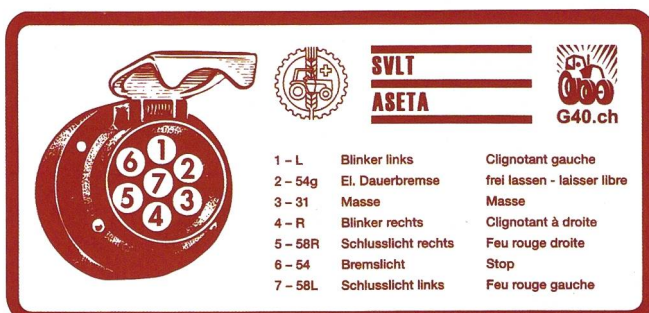 SVLT
ASETA
G40.ch
1
2
3
4
5
6
7
1 – L Blinker links Clignotant gauche
2 – 54g El. Dauerbremse frei lassen - laisser libre
3 – 31 Masse Masse
4 – R Blinker rechts Clignotant à droite
5 – 58R Schlusslicht rechts Feu rouge droite
6 – 54 Bremslicht Stop
7 – 58L Schlusslicht links Feu rouge gauche